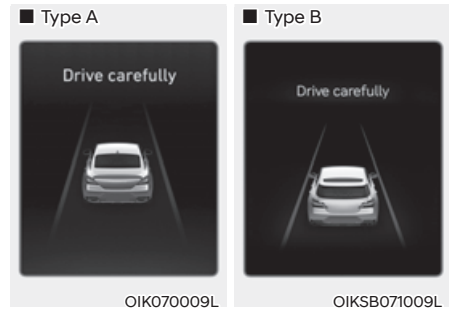 ■ Type A
Drive carefully
OIK070009L
■ Type B
Drive carefully
OIKSB071009L